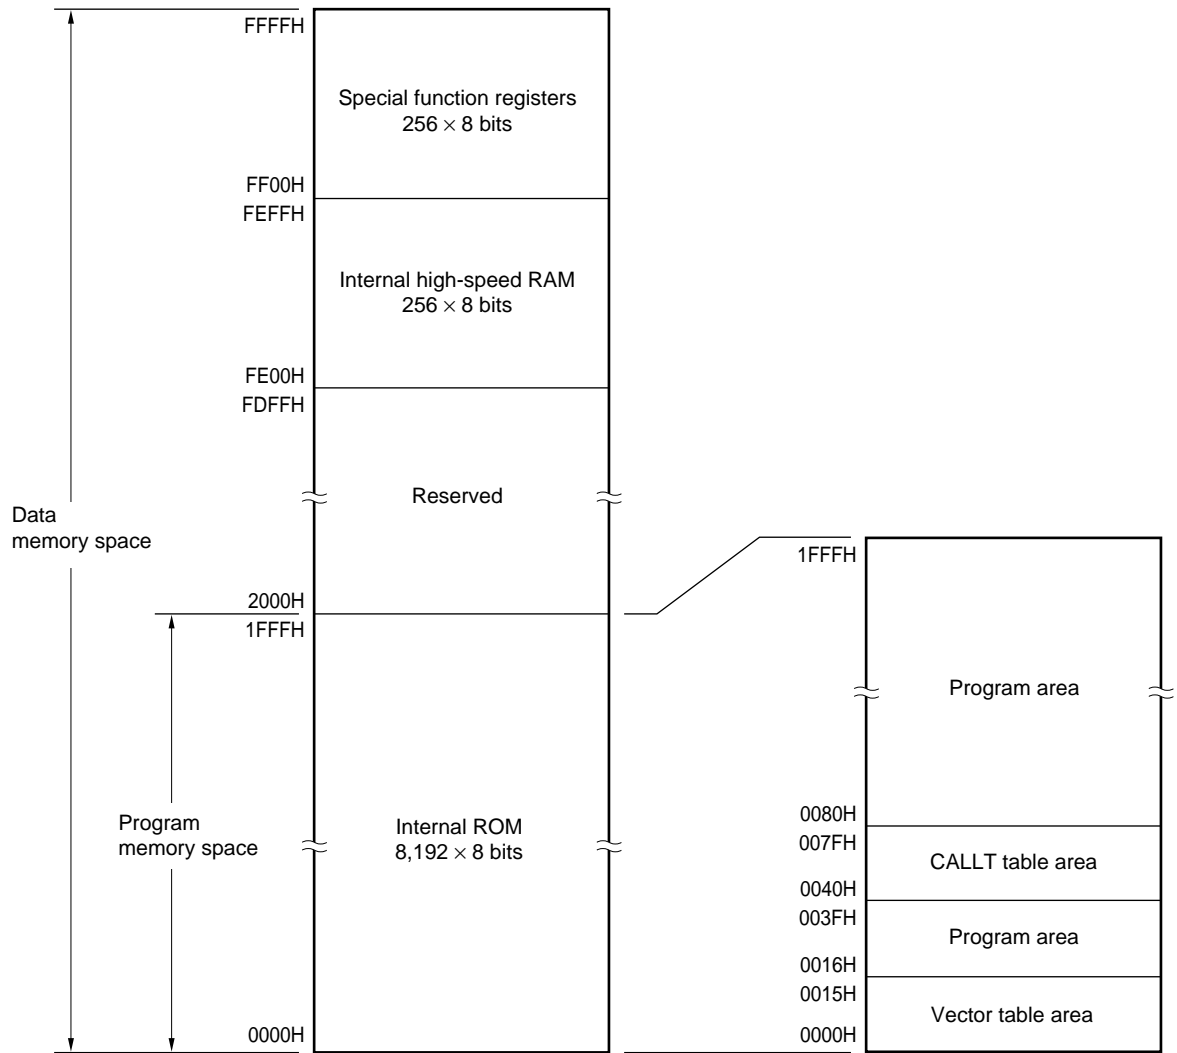 FFFFH
Special function registers
256 × 8 bits
FF00H
FEFFH
Internal high-speed RAM
256 × 8 bits
FE00H
FDFFH
Reserved
Data
memory space
2000H
1FFFH
Program
memory space
Internal ROM
8,192 × 8 bits
0000H
1FFFH
Program area
0080H
007FH
CALLT table area
0040H
003FH
Program area
0016H
0015H
Vector table area
0000H